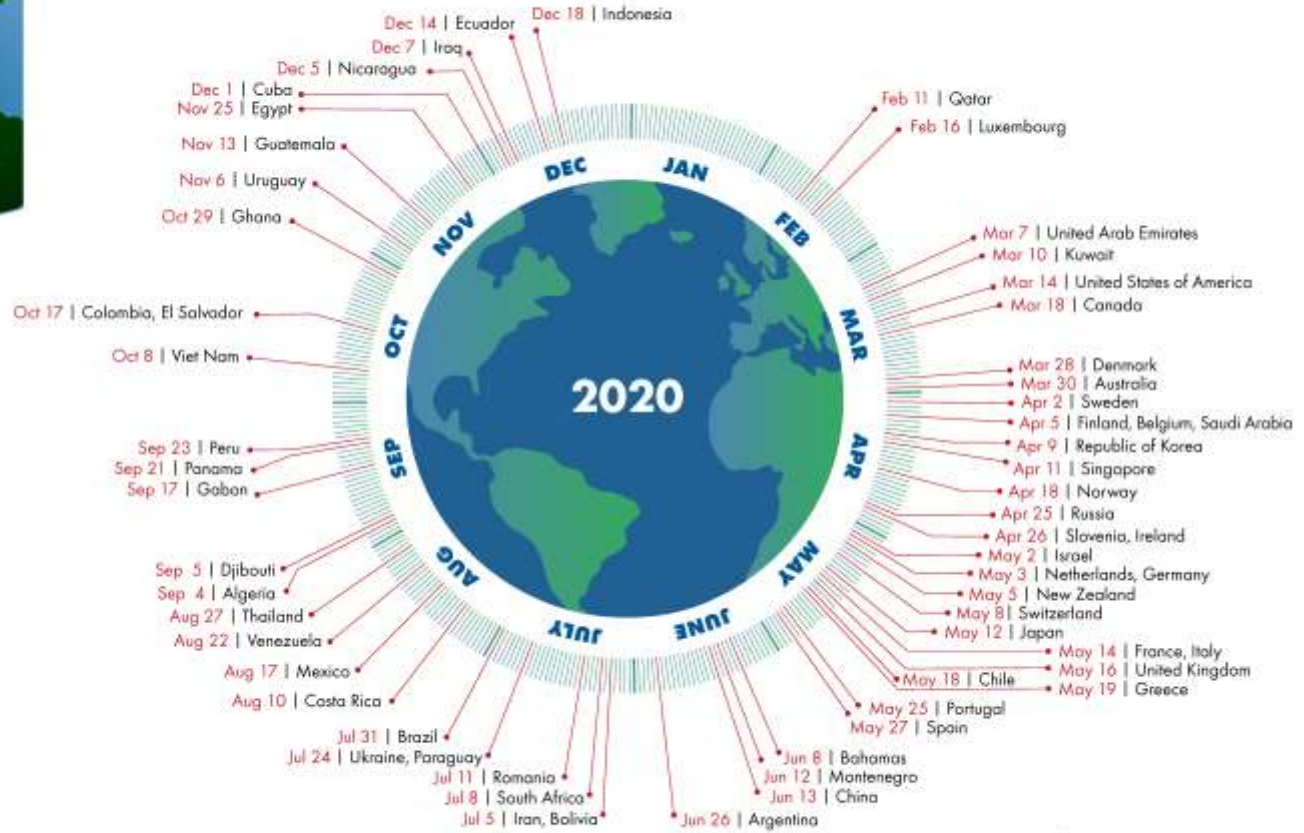 Dec 18 | Indonesia
Dec 14 | Ecuador
Dec 7 | Iraq
Dec 5 | Nicaragua
Dec 1 | Cuba
Nov 25 | Egypt
Nov 13 | Guatemala
Nov 6 | Uruguay
Oct 29 | Ghana
Oct 17 | Colombia, El Salvador
Oct 8 | Viet Nam
Sep 23 | Peru
Sep 21 | Panama
Sep 17 | Gabon
Sep 5 | Djibouti
Sep 4 | Algeria
Aug 27 | Thailand
Aug 22 | Venezuela
Aug 17 | Mexico
Aug 10 | Costa Rica
Jul 31 | Brazil
Jul 24 | Ukraine, Paraguay
Jul 11 | Romania
Jul 8 | South Africa
Jul 5 | Iran, Bolivia
JAN
FEB
MAR
APR
MAY
JUNE
JULY
AUG
SEP
OCT
NOV
DEC
2020
Feb 11 | Qatar
Feb 16 | Luxembourg
Mar 7 | United Arab Emirates
Mar 10 | Kuwait
Mar 14 | United States of America
Mar 18 | Canada
Mar 28 | Denmark
Mar 30 | Australia
Apr 2 | Sweden
Apr 5 | Finland, Belgium, Saudi Arabia
Apr 9 | Republic of Korea
Apr 11 | Singapore
Apr 18 | Norway
Apr 25 | Russia
Apr 26 | Slovenia, Ireland
May 2 | Israel
May 3 | Netherlands, Germany
May 5 | New Zealand
May 8 | Switzerland
May 12 | Japan
May 14 | France, Italy
May 16 | United Kingdom
May 18 | Chile
May 19 | Greece
May 25 | Portugal
May 27 | Spain
Jun 8 | Bahamas
Jun 12 | Montenegro
Jun 13 | China
Jun 26 | Argentina